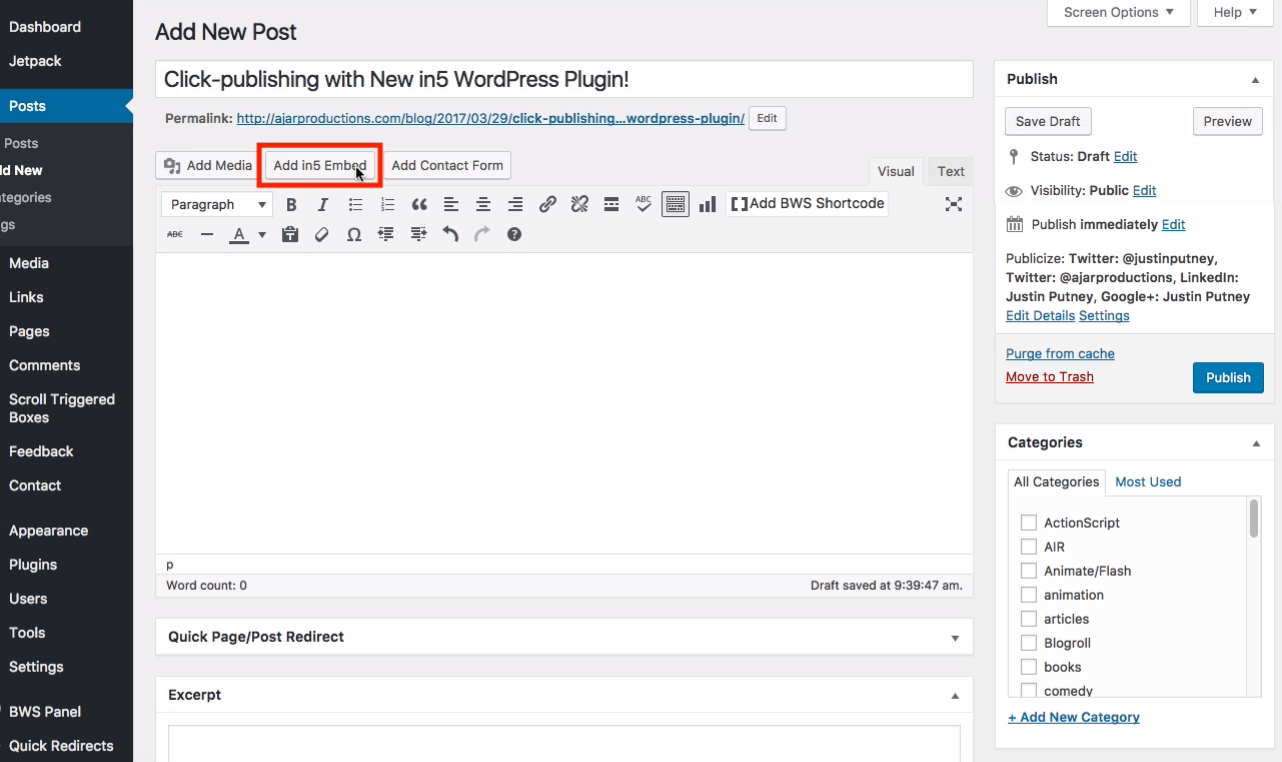 Dashboard
Jetpack
Posts
Posts
dd New
ategories
gs
Media
Links
Pages
Comments
Scroll Triggered
Boxes
Feedback
Contact
Appearance
Plugins
Users
Tools
Settings
BWS Panel
Quick Redirects
Screen Options ▼
Help ▼
Add New Post
Click-publishing with New in5 WordPress Plugin!
Permalink: http://ajarproductions.com/blog/2017/03/29/click-publishing...wordpress-plugin/ Edit
Add Media Add in5 Embed Add Contact Form
Visual Text
Paragraph ▼ B I ABC Add BWS Shortcode
ABC A Ω
p
Word count: 0 Draft saved at 9:39:47 am.
Quick Page/Post Redirect
Excerpt
Publish
Save Draft Preview
Status: Draft Edit
Visibility: Public Edit
Publish immediately Edit
Publicize: Twitter: @justinputney,
Twitter: @ajarproductions, LinkedIn:
Justin Putney, Google+: Justin Putney
Edit Details Settings
Purge from cache
Move to Trash
Publish
Categories
All Categories Most Used
ActionScript
AIR
Animate/Flash
animation
articles
Blogroll
books
comedy
+ Add New Category